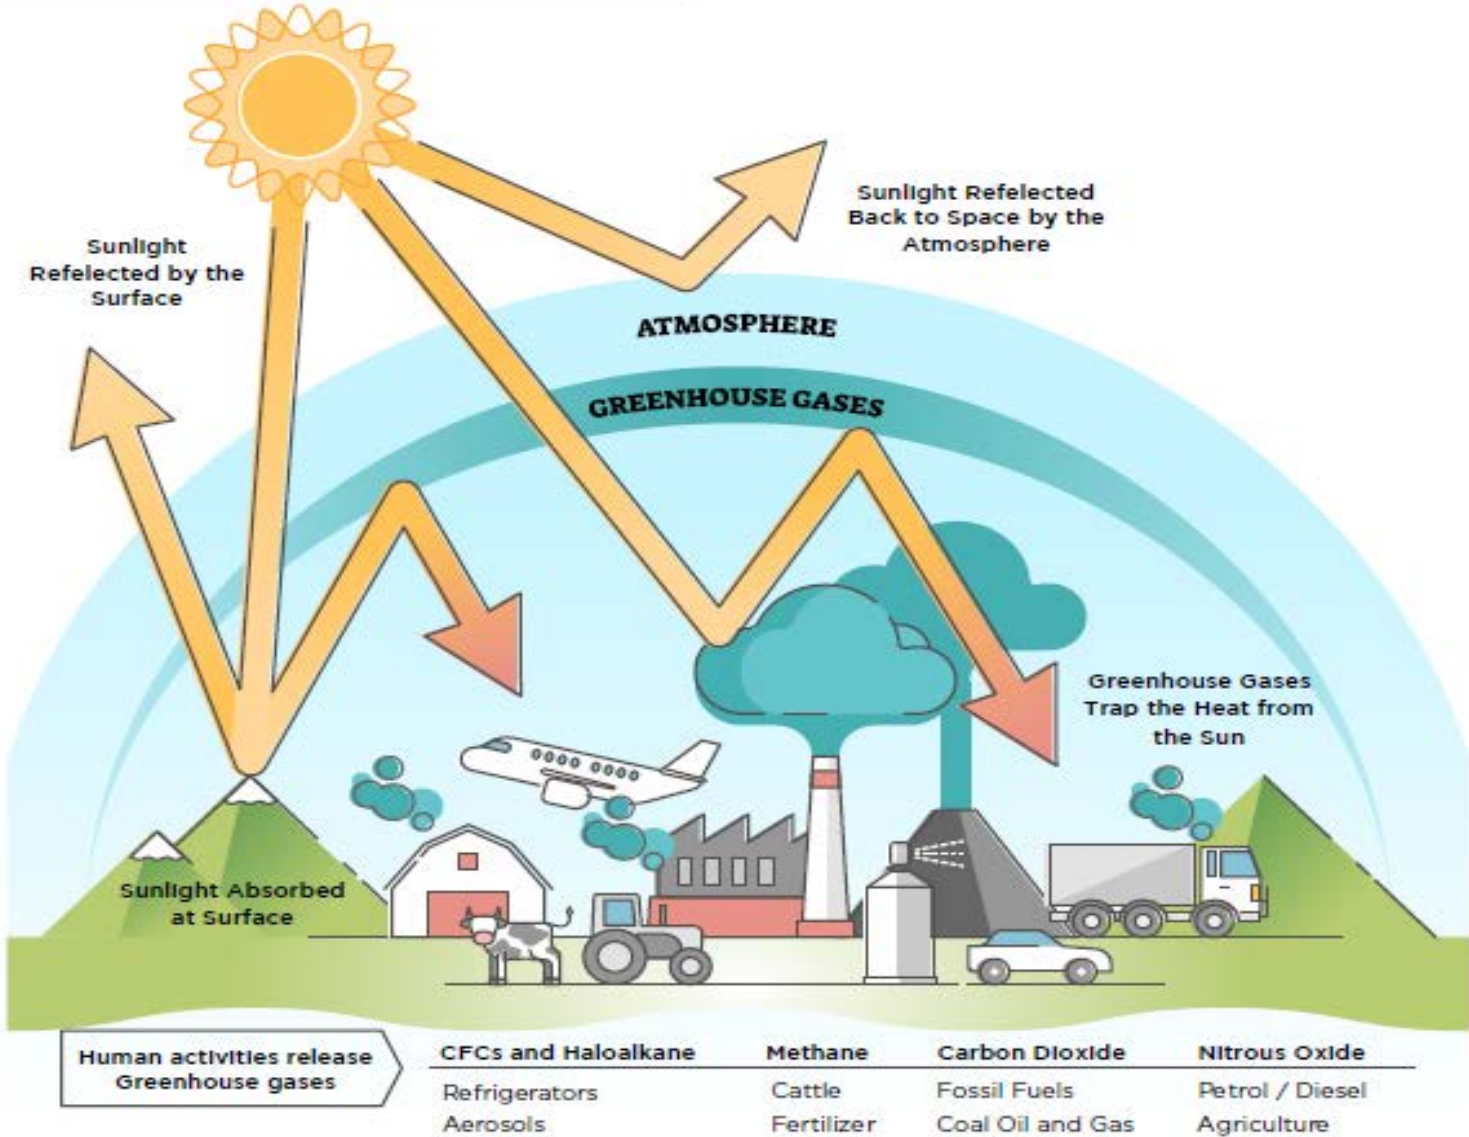 Sunlight
Refelected by the
Surface
Sunlight Refelected
Back to Space by the
Atmosphere
ATMOSPHERE
GREENHOUSE GASES
Greenhouse Gases
Trap the Heat from
the Sun
Sunlight Absorbed
at Surface
Human activities release
Greenhouse gases
CFCs and Haloalkane Methane Carbon Dioxide Nitrous Oxide
Refrigerators Cattle Fossil Fuels Petrol / Diesel
Aerosols Fertilizer Coal Oil and Gas Agriculture